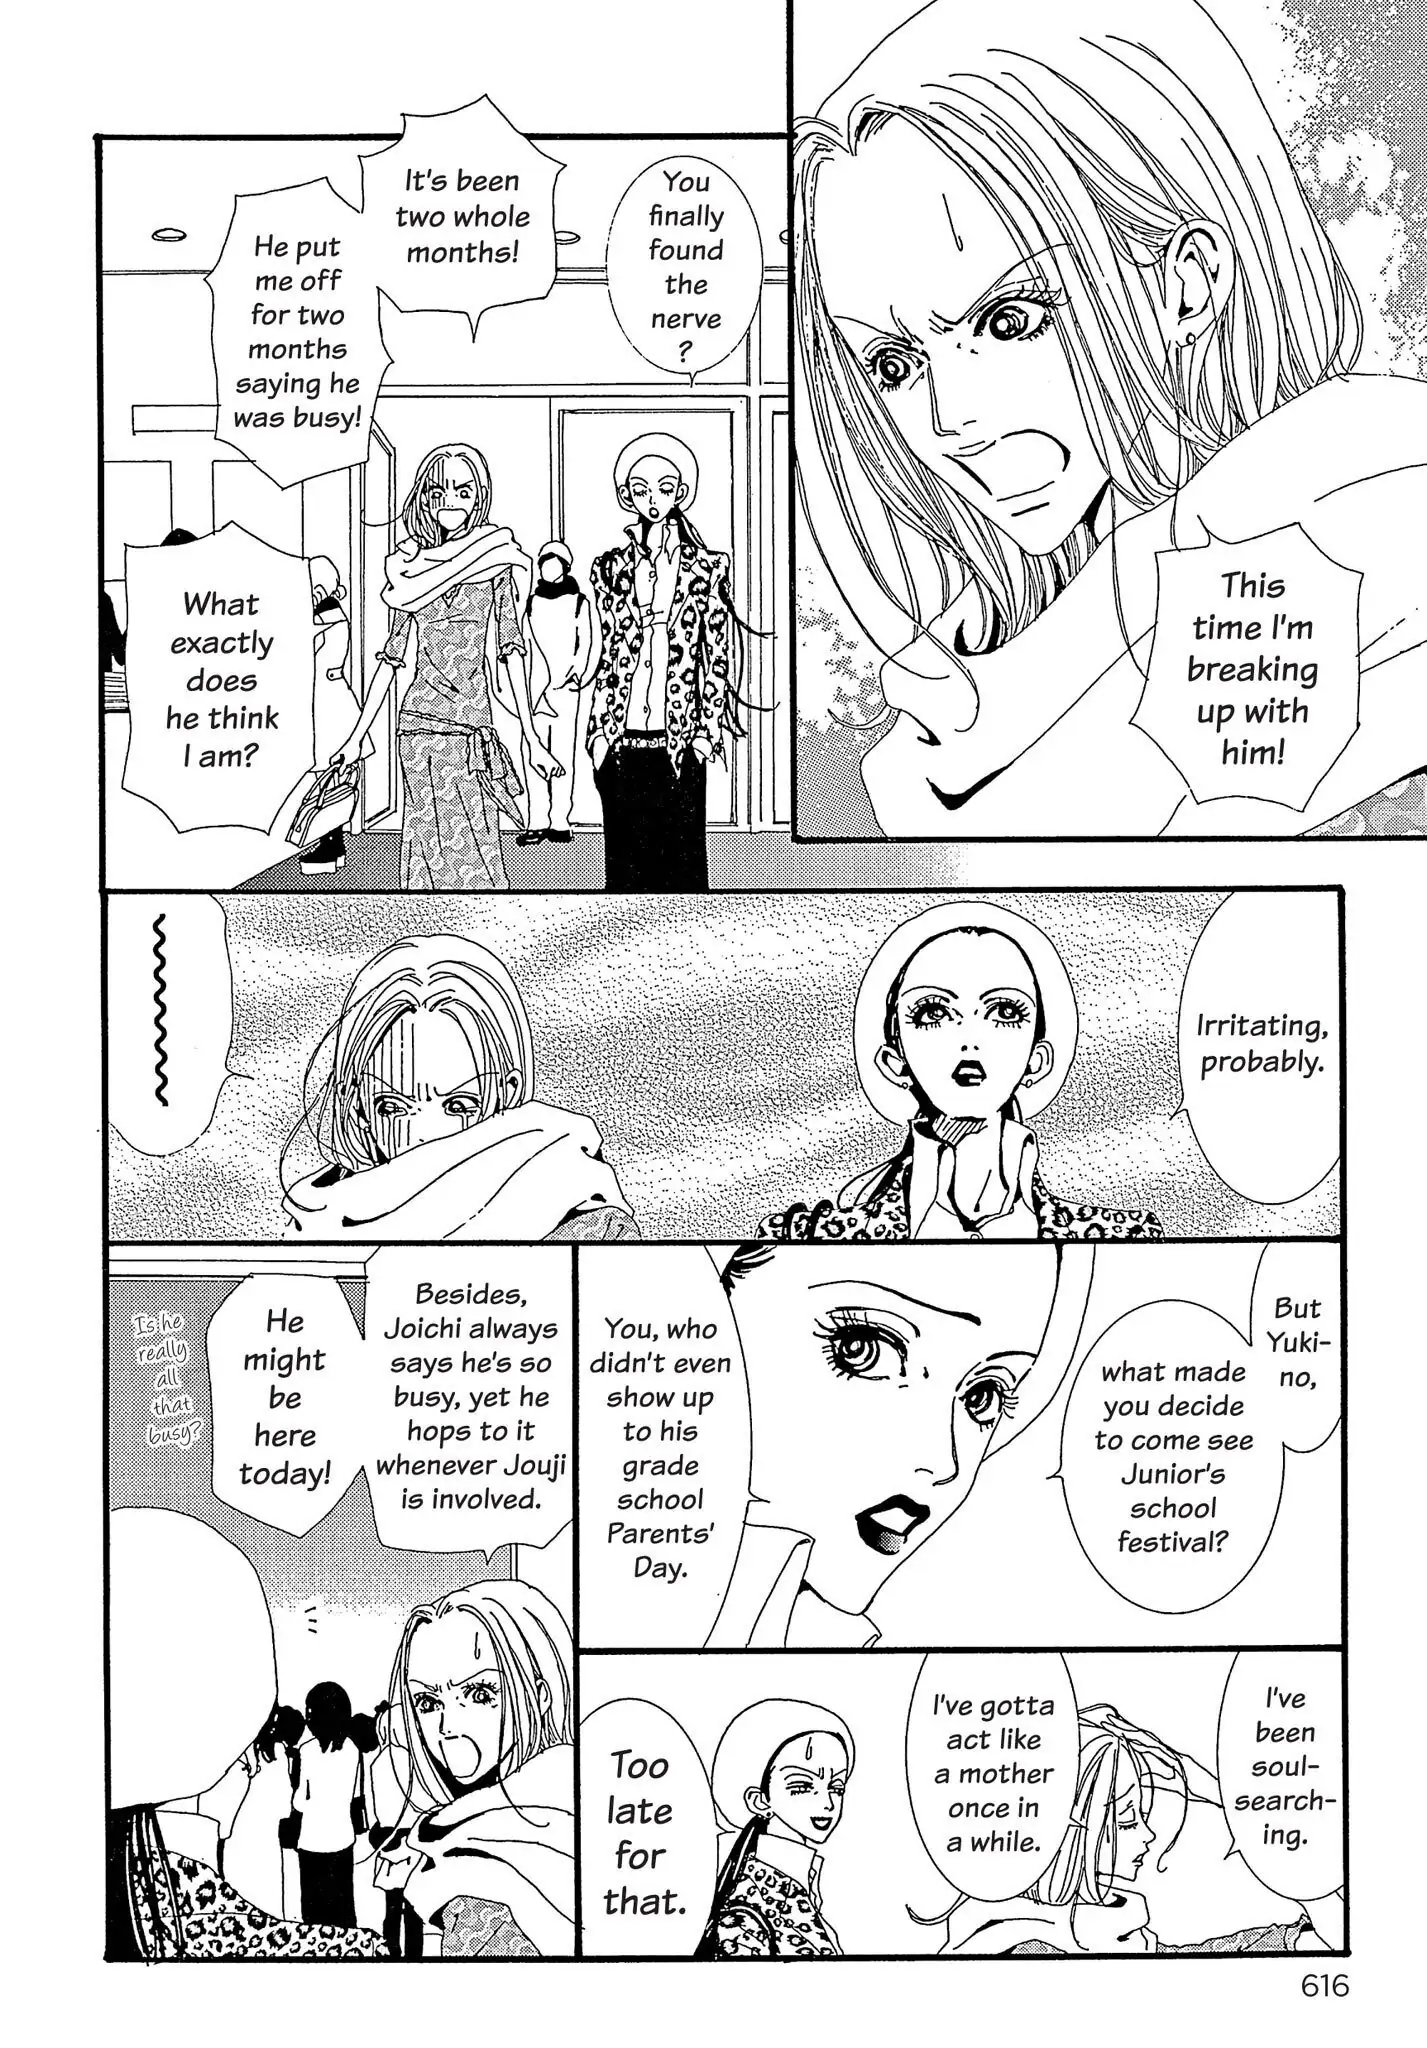 This
time I'm
breaking
up with
him!
You
finally
found
the
nerve
?
It's been
two whole
months!
He put
me off
for two
months
saying he
was busy!
What
exactly
does
he think
I am?
Irritating,
probably.
But
Yuki-
no,
what made
you decide
to come see
Junior's
school
festival?
You, who
didn't even
show up
to his
grade
school
Parents'
Day.
I've
been
soul-
search-
ing.
I've gotta
act like
a mother
once in
a while.
Too
late
for
that.
Besides,
Joichi always
says he's so
busy, yet he
hops to it
whenever Jouji
is involved.
He
might
be
here
today!
Is he
really
all
that
busy?
616